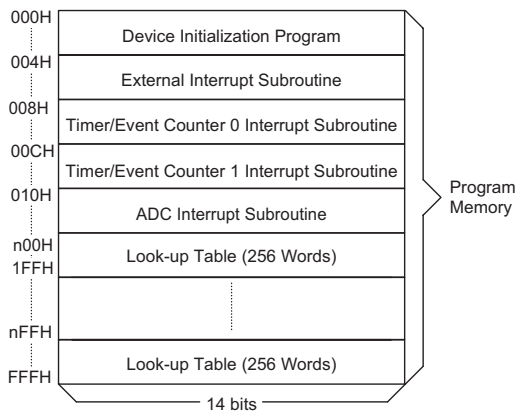 000H
Device Initialization Program
004H
External Interrupt Subroutine
008H
Timer/Event Counter 0 Interrupt Subroutine
00CH
Timer/Event Counter 1 Interrupt Subroutine
010H
ADC Interrupt Subroutine
n00H
Look-up Table (256 Words)
1FFH
nFFH
Look-up Table (256 Words)
FFFH
14 bits
Program
Memory